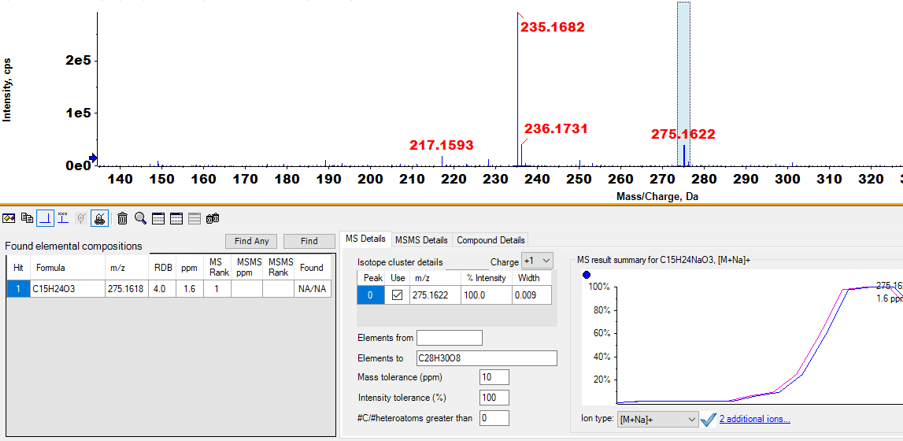 Intensity, cps
2e5
1e5
0e0
235.1682
236.1731
217.1593
275.1622
140 150 160 170 180 190 200 210 220 230 240 250 260 270 280 290 300 310 320
Mass/Charge, Da
Found elemental compositions
Find Any
Find
Hit Formula m/z RDB ppm MS Rank MSMS ppm MSMS Rank Found
1 C15H24O3 275.1618 4.0 1.6 1 NA/NA
MS Details MSMS Details Compound Details
Isotope cluster details Charge +1
Peak Use m/z % Intensity Width
0 275.1622 100.0 0.009
Elements from
Elements to C28H30O8
Mass tolerance (ppm) 10
Intensity tolerance (%) 100
#C/#heteroatoms greater than 0
MS result summary for C15H24NaO3, [M+Na]+
100%
80%
60%
40%
20%
1.6 pp
Ion type: [M+Na]+ 2 additional ions...